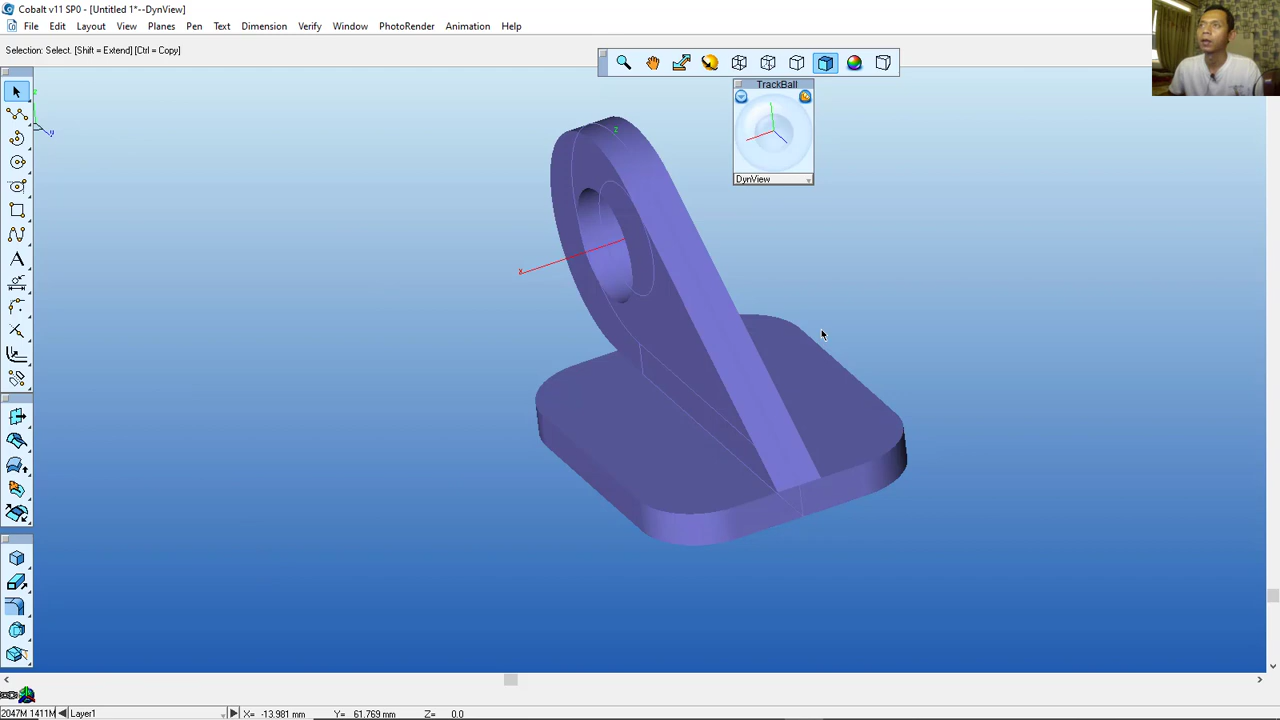 Cobalt v11 SP0 - [Untitled 1*--DynView]
File Edit Layout View Planes Pen Text Dimension Verify Window PhotoRender Animation Help
Selection: Select. [Shift = Extend] [Ctrl = Copy]
TrackBall
DynView
z
y
z
x
2047M 1411M Layer1 X= -13.981 mm Y= 61.769 mm Z= 0.0